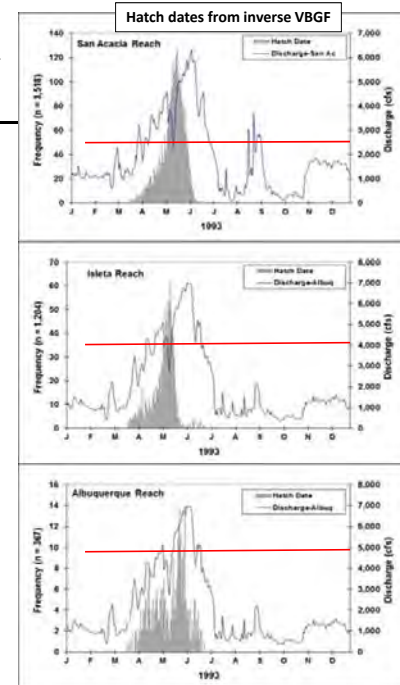 Hatch dates from inverse VBGF
San Acacia Reach
Hatch Date
Discharge-San Ac
Frequency (n = 1,518)
140
120
100
80
60
40
20
0
7,000
6,000
5,000
4,000
3,000
2,000
1,000
0
Discharge (cfs)
J F M A M J J A S O N D
1993
Isleta Reach
Hatch Date
Discharge-Albuq
Frequency (n = 1,204)
70
60
50
40
30
20
10
0
8,000
7,000
6,000
5,000
4,000
3,000
2,000
1,000
0
Discharge (cfs)
J F M A M J J A S O N D
1993
Albuquerque Reach
Hatch Date
Discharge-Albuq
Frequency (n = 367)
16
14
12
10
8
6
4
2
0
8,000
7,000
6,000
5,000
4,000
3,000
2,000
1,000
0
Discharge (cfs)
J F M A M J J A S O N D
1993